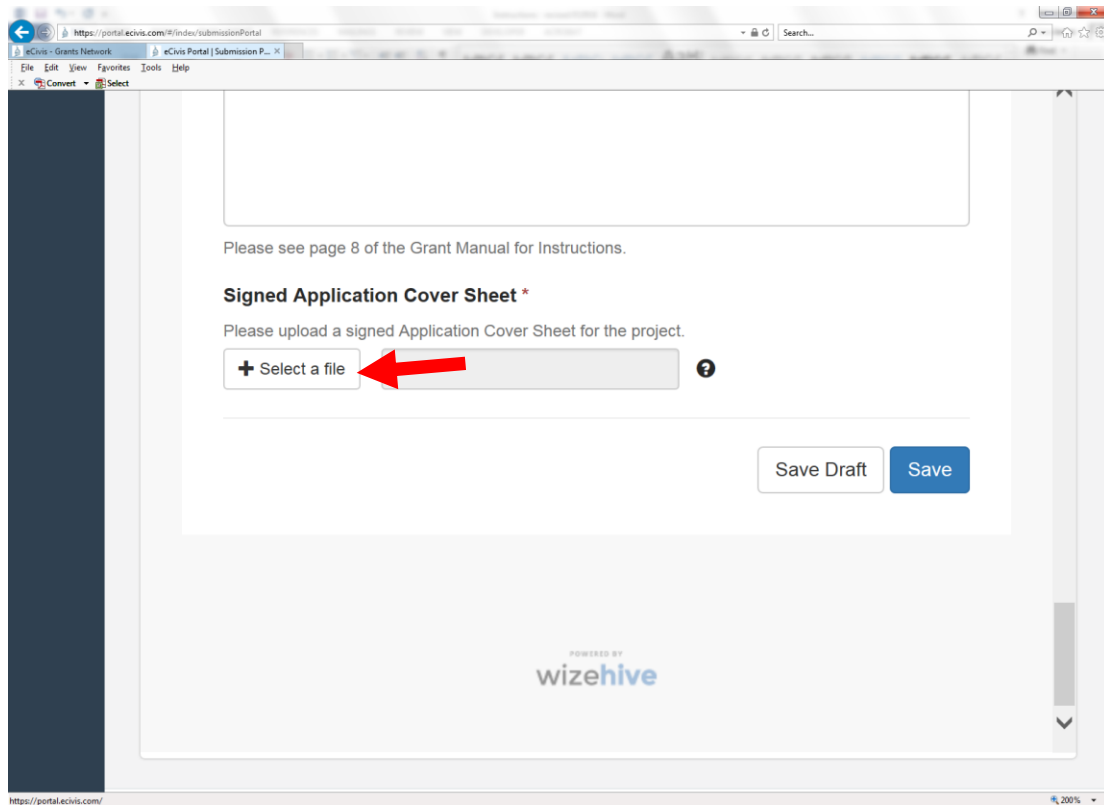 https://portal.ecivis.com/#/index/submissionPortal
Search...
eCivis - Grants Network
eCivis Portal | Submission P...
File Edit View Favorites Tools Help
Convert Select
Please see page 8 of the Grant Manual for Instructions.
Signed Application Cover Sheet *
Please upload a signed Application Cover Sheet for the project.
Select a file
Save Draft Save
POWERED BY
wizehive
https://portal.ecivis.com/
200%